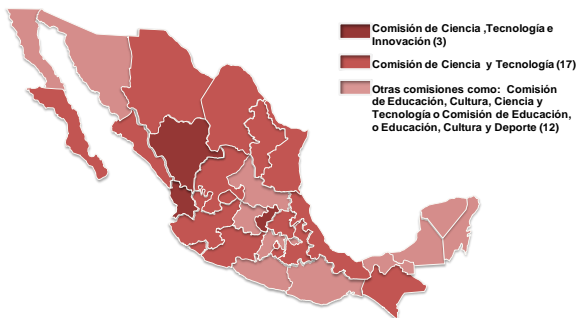 Comisión de Ciencia ,Tecnología e
Innovación (3)
Comisión de Ciencia y Tecnología (17)
Otras comisiones como: Comisión
de Educación, Cultura, Ciencia y
Tecnología o Comisión de Educación,
o Educación, Cultura y Deporte (12)